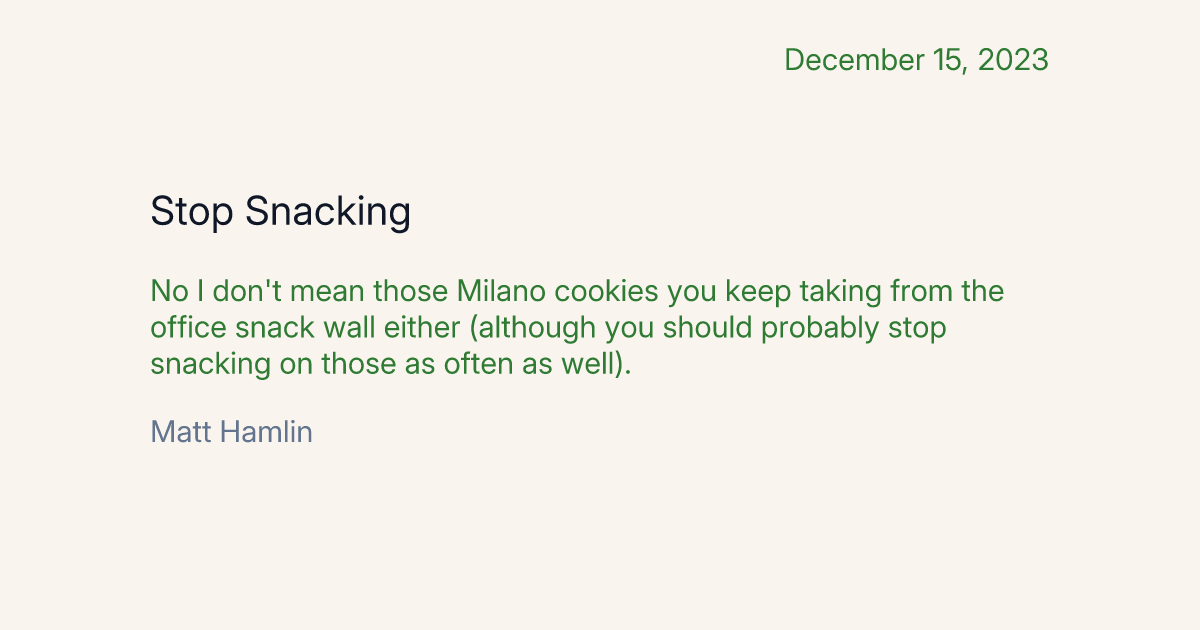 December 15, 2023
Stop Snacking
No I don't mean those Milano cookies you keep taking from the
office snack wall either (although you should probably stop
snacking on those as often as well).
Matt Hamlin